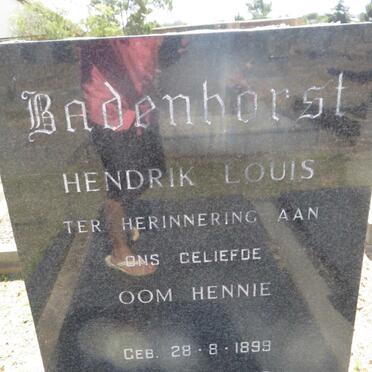 Badenhorst
HENDRIK LOUIS
TER HERINNERING AAN
ONS GELIEFDE
OOM HENNIE
GEB. 28-8-1899